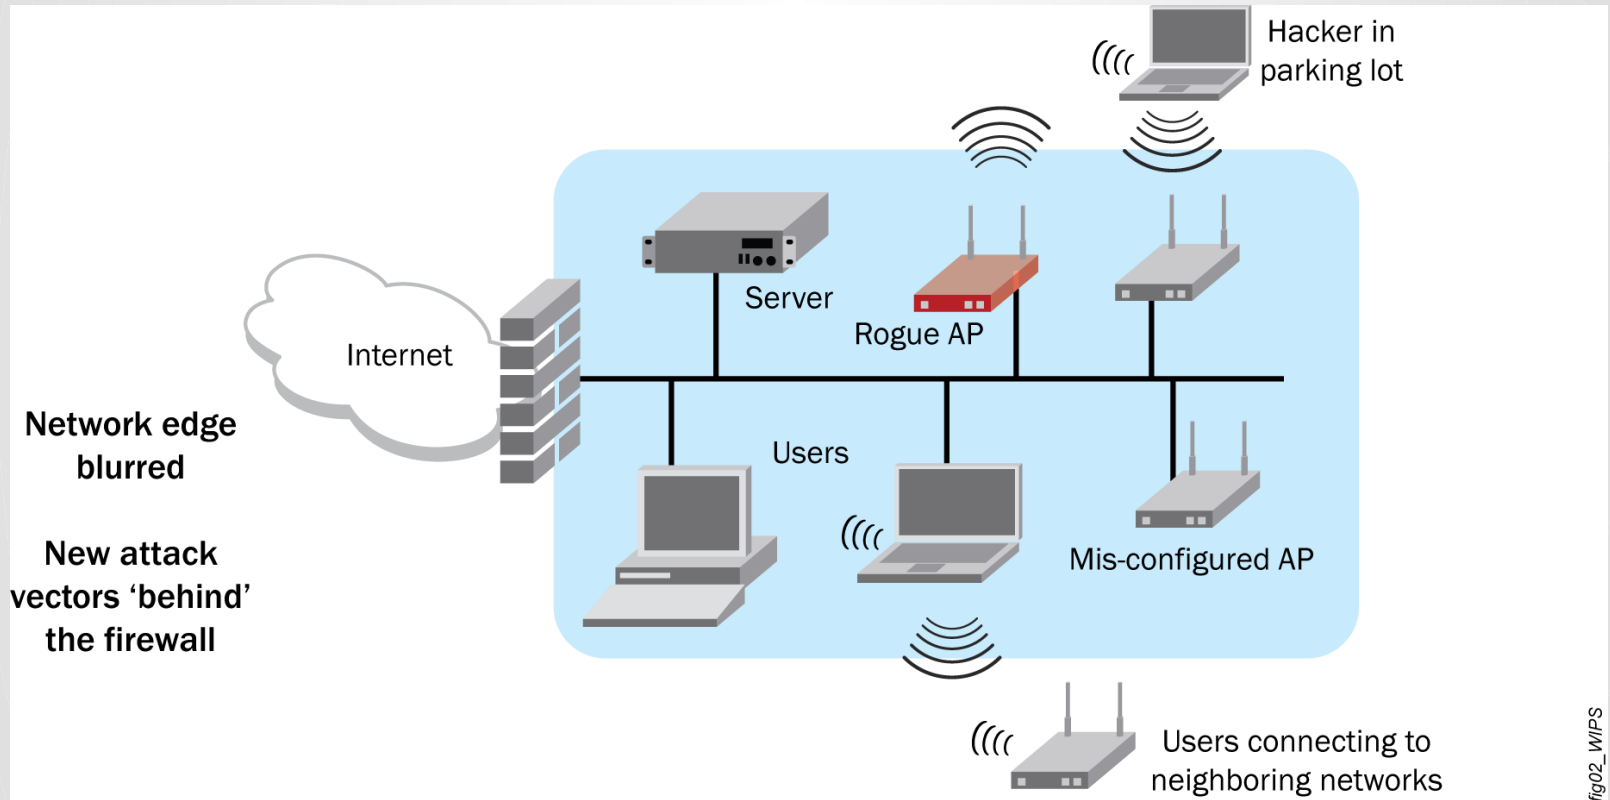 Hacker in
parking lot
Server
Rogue AP
Internet
Network edge
blurred
Users
New attack
vectors ‘behind’
the firewall
Mis-configured AP
Users connecting to
neighboring networks
fig02_WIPS